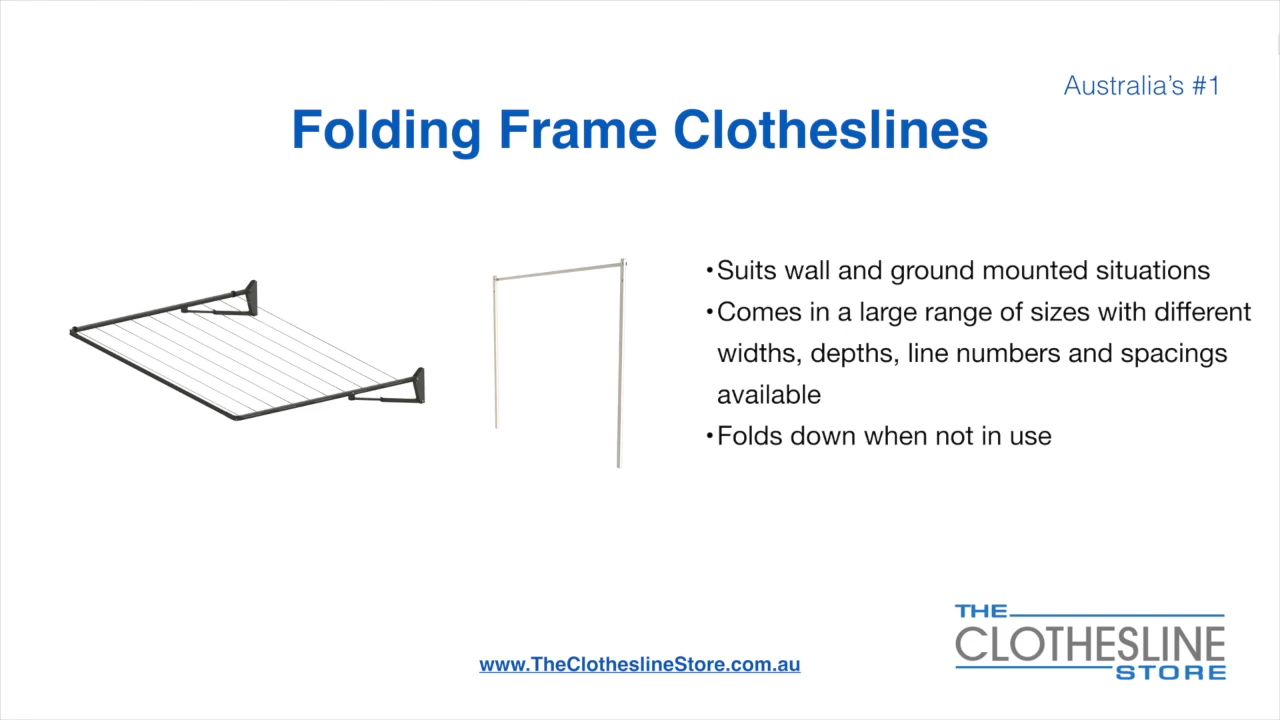 Australia's #1
Folding Frame Clotheslines
•Suits wall and ground mounted situations
•Comes in a large range of sizes with different
widths, depths, line numbers and spacings
available
•Folds down when not in use
www.TheClotheslineStore.com.au
THE
CLOTHESLINE
STORE